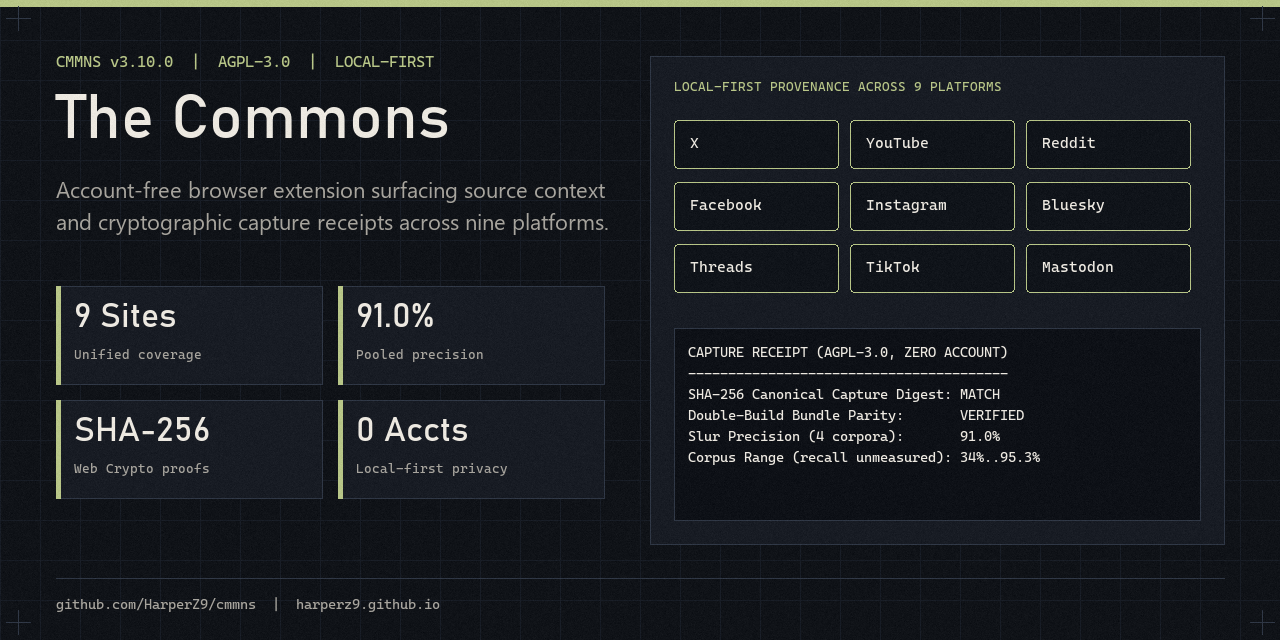 CMMNS v3.10.0 | AGPL-3.0 | LOCAL-FIRST
The Commons
Account-free browser extension surfacing source context
and cryptographic capture receipts across nine platforms.
9 Sites
Unified coverage
91.0%
Pooled precision
SHA-256
Web Crypto proofs
0 Accts
Local-first privacy
LOCAL-FIRST PROVENANCE ACROSS 9 PLATFORMS
X
YouTube
Reddit
Facebook
Instagram
Bluesky
Threads
TikTok
Mastodon
CAPTURE RECEIPT (AGPL-3.0, ZERO ACCOUNT)
----------------------------------------
SHA-256 Canonical Capture Digest: MATCH
Double-Build Bundle Parity: VERIFIED
Slur Precision (4 corpora): 91.0%
Corpus Range (recall unmeasured): 34%..95.3%
github.com/HarperZ9/cmmns | harperz9.github.io